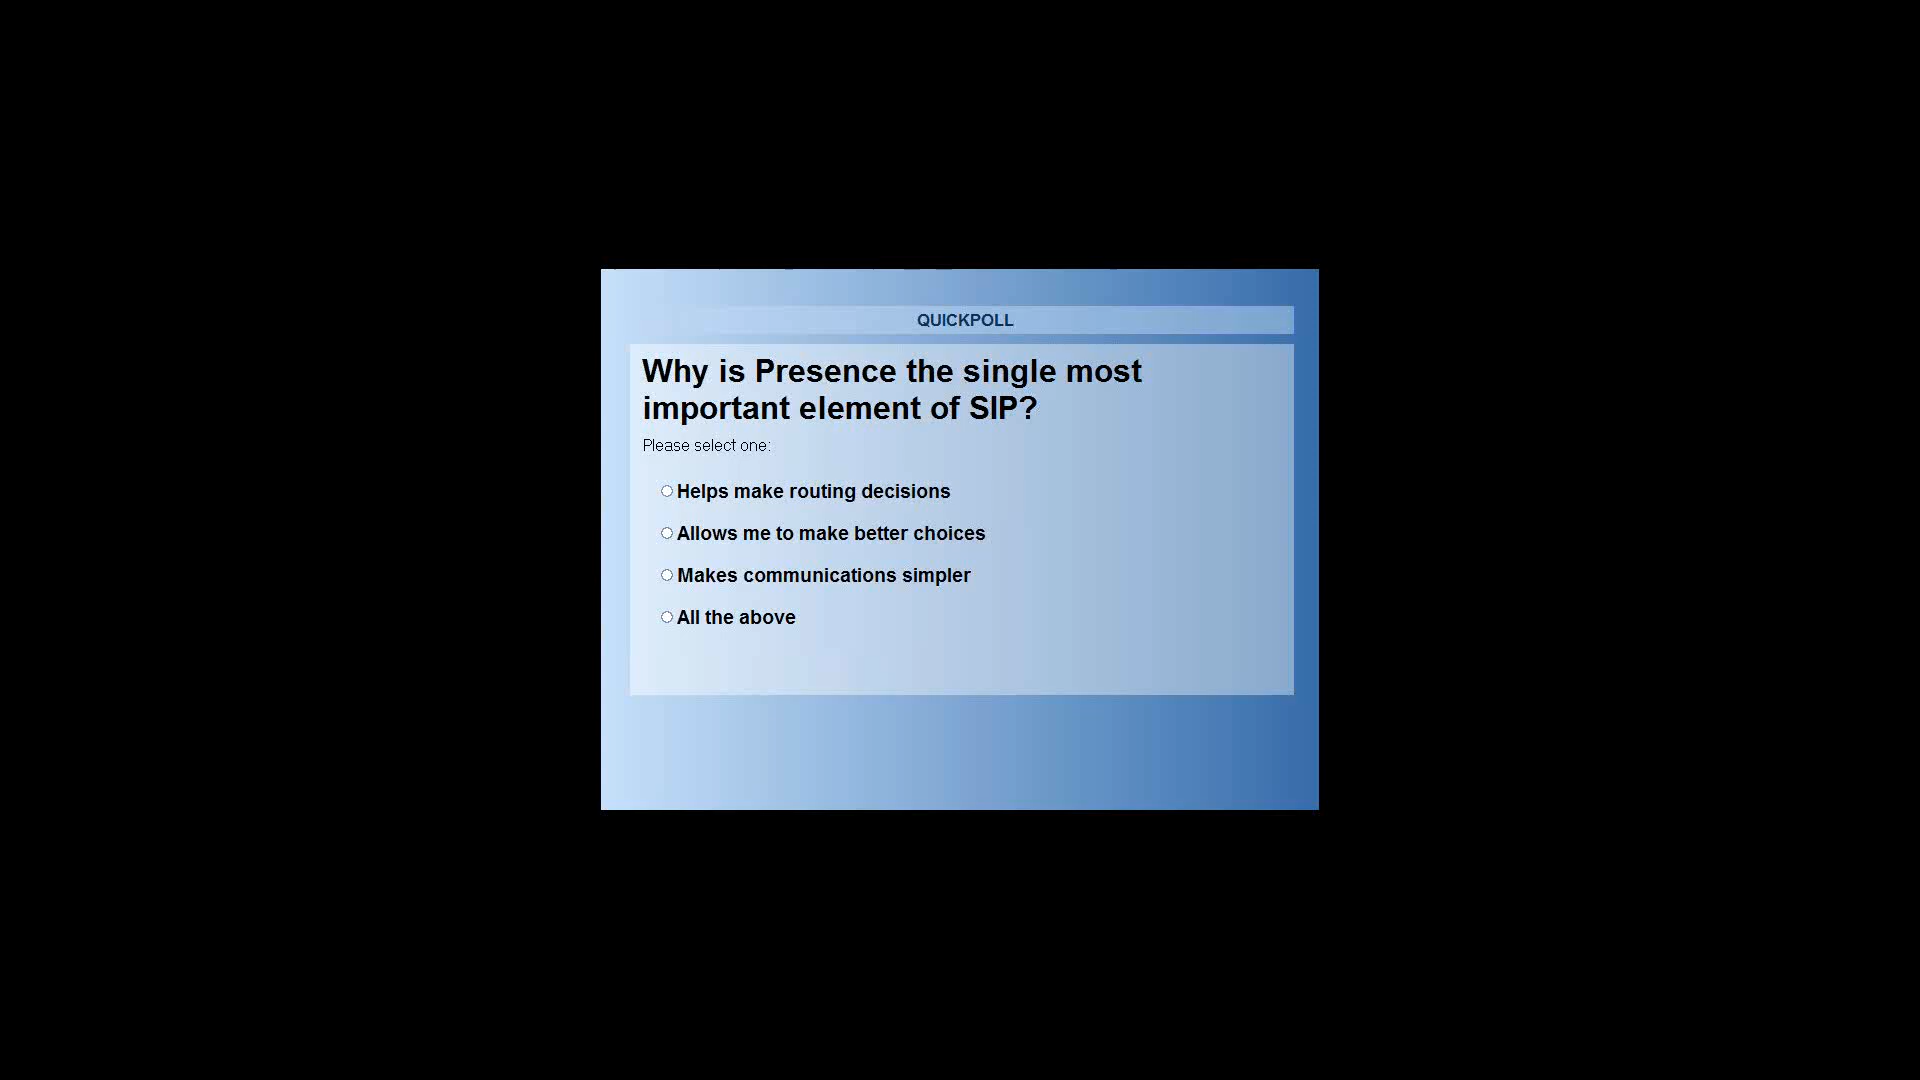 QUICKPOLL
Why is Presence the single most
important element of SIP?
Please select one:
Helps make routing decisions
Allows me to make better choices
Makes communications simpler
All the above